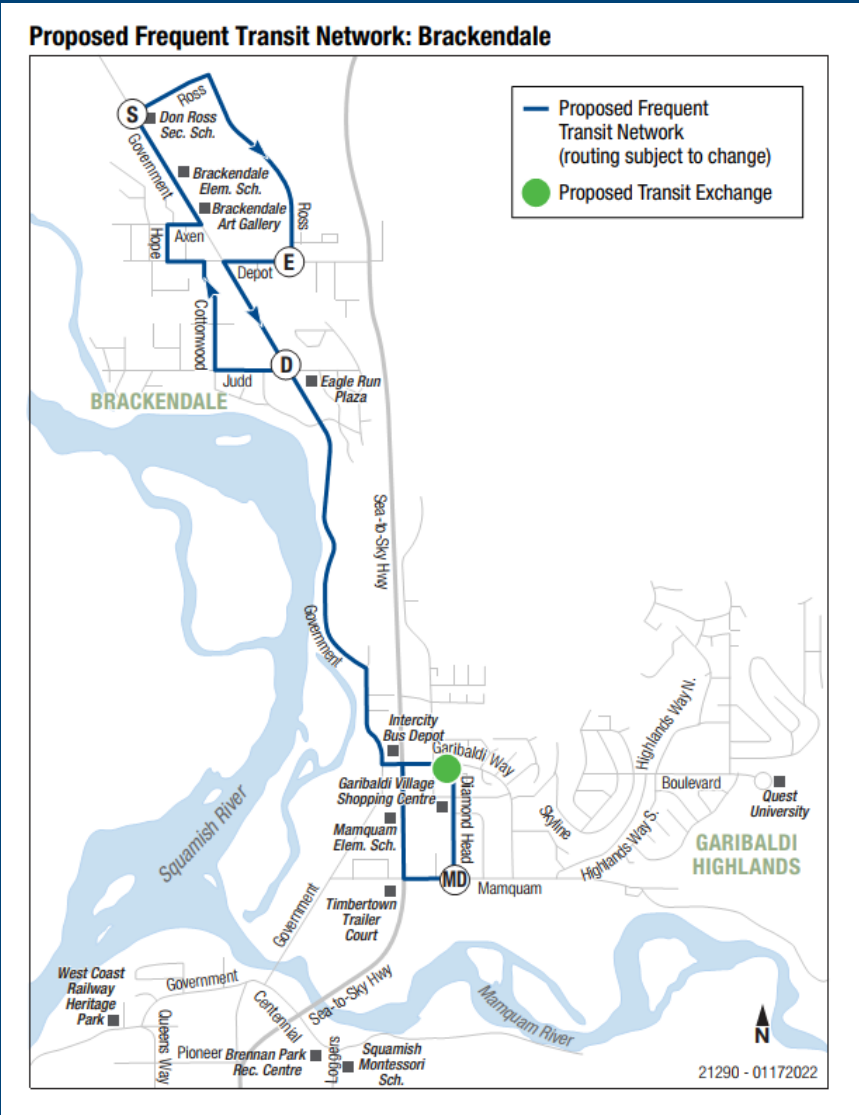 Proposed Frequent Transit Network: Brackendale
Proposed Frequent
Transit Network
(routing subject to change)
Proposed Transit Exchange
Ross
S
Don Ross
Sec. Sch.
Government
Brackendale
Elem. Sch.
Brackendale
Art Gallery
Ross
Hope
Axen
E
Depot
Cottonwood
D
Judd
Eagle Run
Plaza
BRACKENDALE
Sea-to-Sky Hwy
Government
Intercity
Bus Depot
Garibaldi Way
Highlands Way N.
Garibaldi Village
Shopping Centre
Diamond Head
Boulevard
Quest
University
Skyline
Squamish River
Mamquam
Elem. Sch.
Highlands Way S.
GARIBALDI
HIGHLANDS
MD
Mamquam
Timbertown
Trailer
Court
Government
West Coast
Railway
Heritage
Park
Government
Centennial
Sea-to-Sky Hwy
Mamquam River
Queens Way
Pioneer
Brennan Park
Rec. Centre
Loggers
Squamish
Montessori
Sch.
N
21290 - 01172022